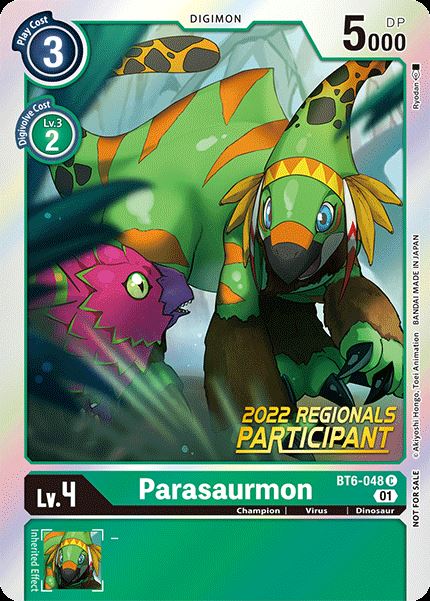 DIGIMON
Play Cost
3
DP
5000
Digivolve Cost
Lv.3
2
Ryodan
©Akiyoshi Hongo, Toei Animation BANDAI MADE IN JAPAN
NOT FOR SALE
2022 REGIONALS
PARTICIPANT
Lv.4
Parasaurmon
BT6-048 C
01
Champion | Virus | Dinosaur
Inherited Effect
–